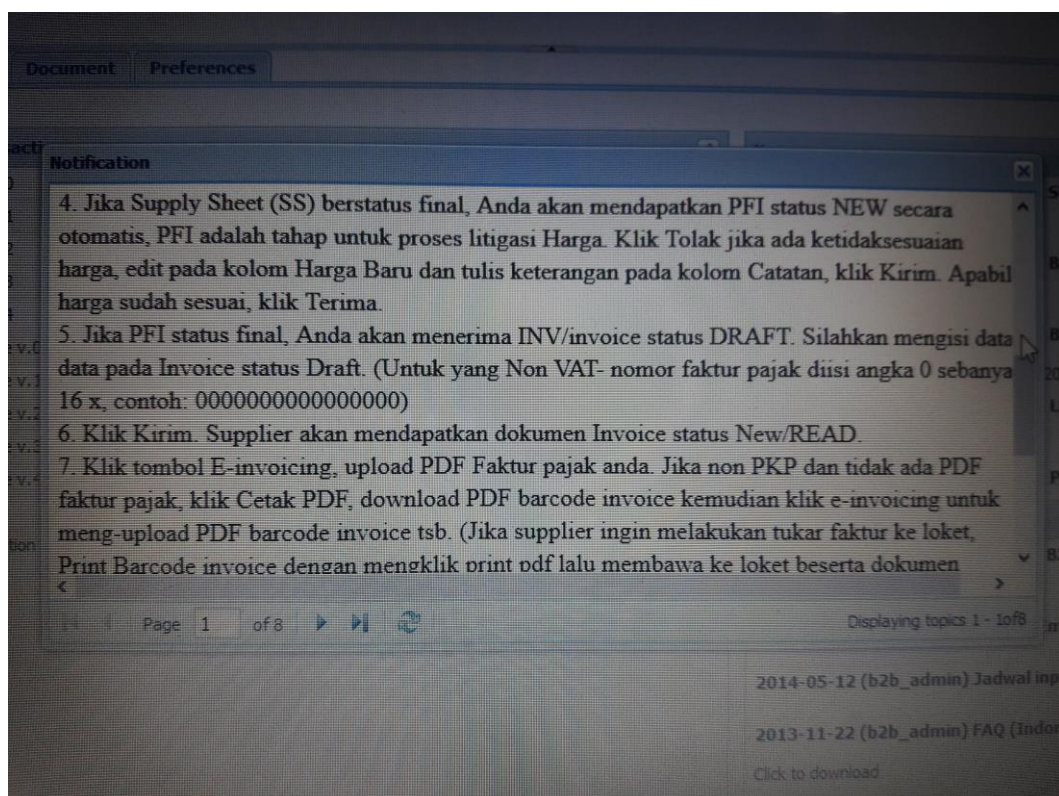 Document Preferences
Notification
4. Jika Supply Sheet (SS) berstatus final, Anda akan mendapatkan PFI status NEW secara
otomatis, PFI adalah tahap untuk proses litigasi Harga. Klik Tolak jika ada ketidaksesuaian
harga, edit pada kolom Harga Baru dan tulis keterangan pada kolom Catatan, klik Kirim. Apabil
harga sudah sesuai, klik Terima.
5. Jika PFI status final, Anda akan menerima INV/invoice status DRAFT. Silahkan mengisi data
data pada Invoice status Draft. (Untuk yang Non VAT- nomor faktur pajak diisi angka 0 sebanya
16 x, contoh: 0000000000000000)
6. Klik Kirim. Supplier akan mendapatkan dokumen Invoice status New/READ.
7. Klik tombol E-invoicing, upload PDF Faktur pajak anda. Jika non PKP dan tidak ada PDF
faktur pajak, klik Cetak PDF, download PDF barcode invoice kemudian klik e-invoicing untuk
meng-upload PDF barcode invoice tsb. (Jika supplier ingin melakukan tukar faktur ke loket,
Print Barcode invoice dengan mengklik print pdf lalu membawa ke loket beserta dokumen
Page 1 of 8
Displaying topics 1 - 1of8
2014-05-12 (b2b_admin) Jadwal inp
2013-11-22 (b2b_admin) FAQ (Indo
Click to download